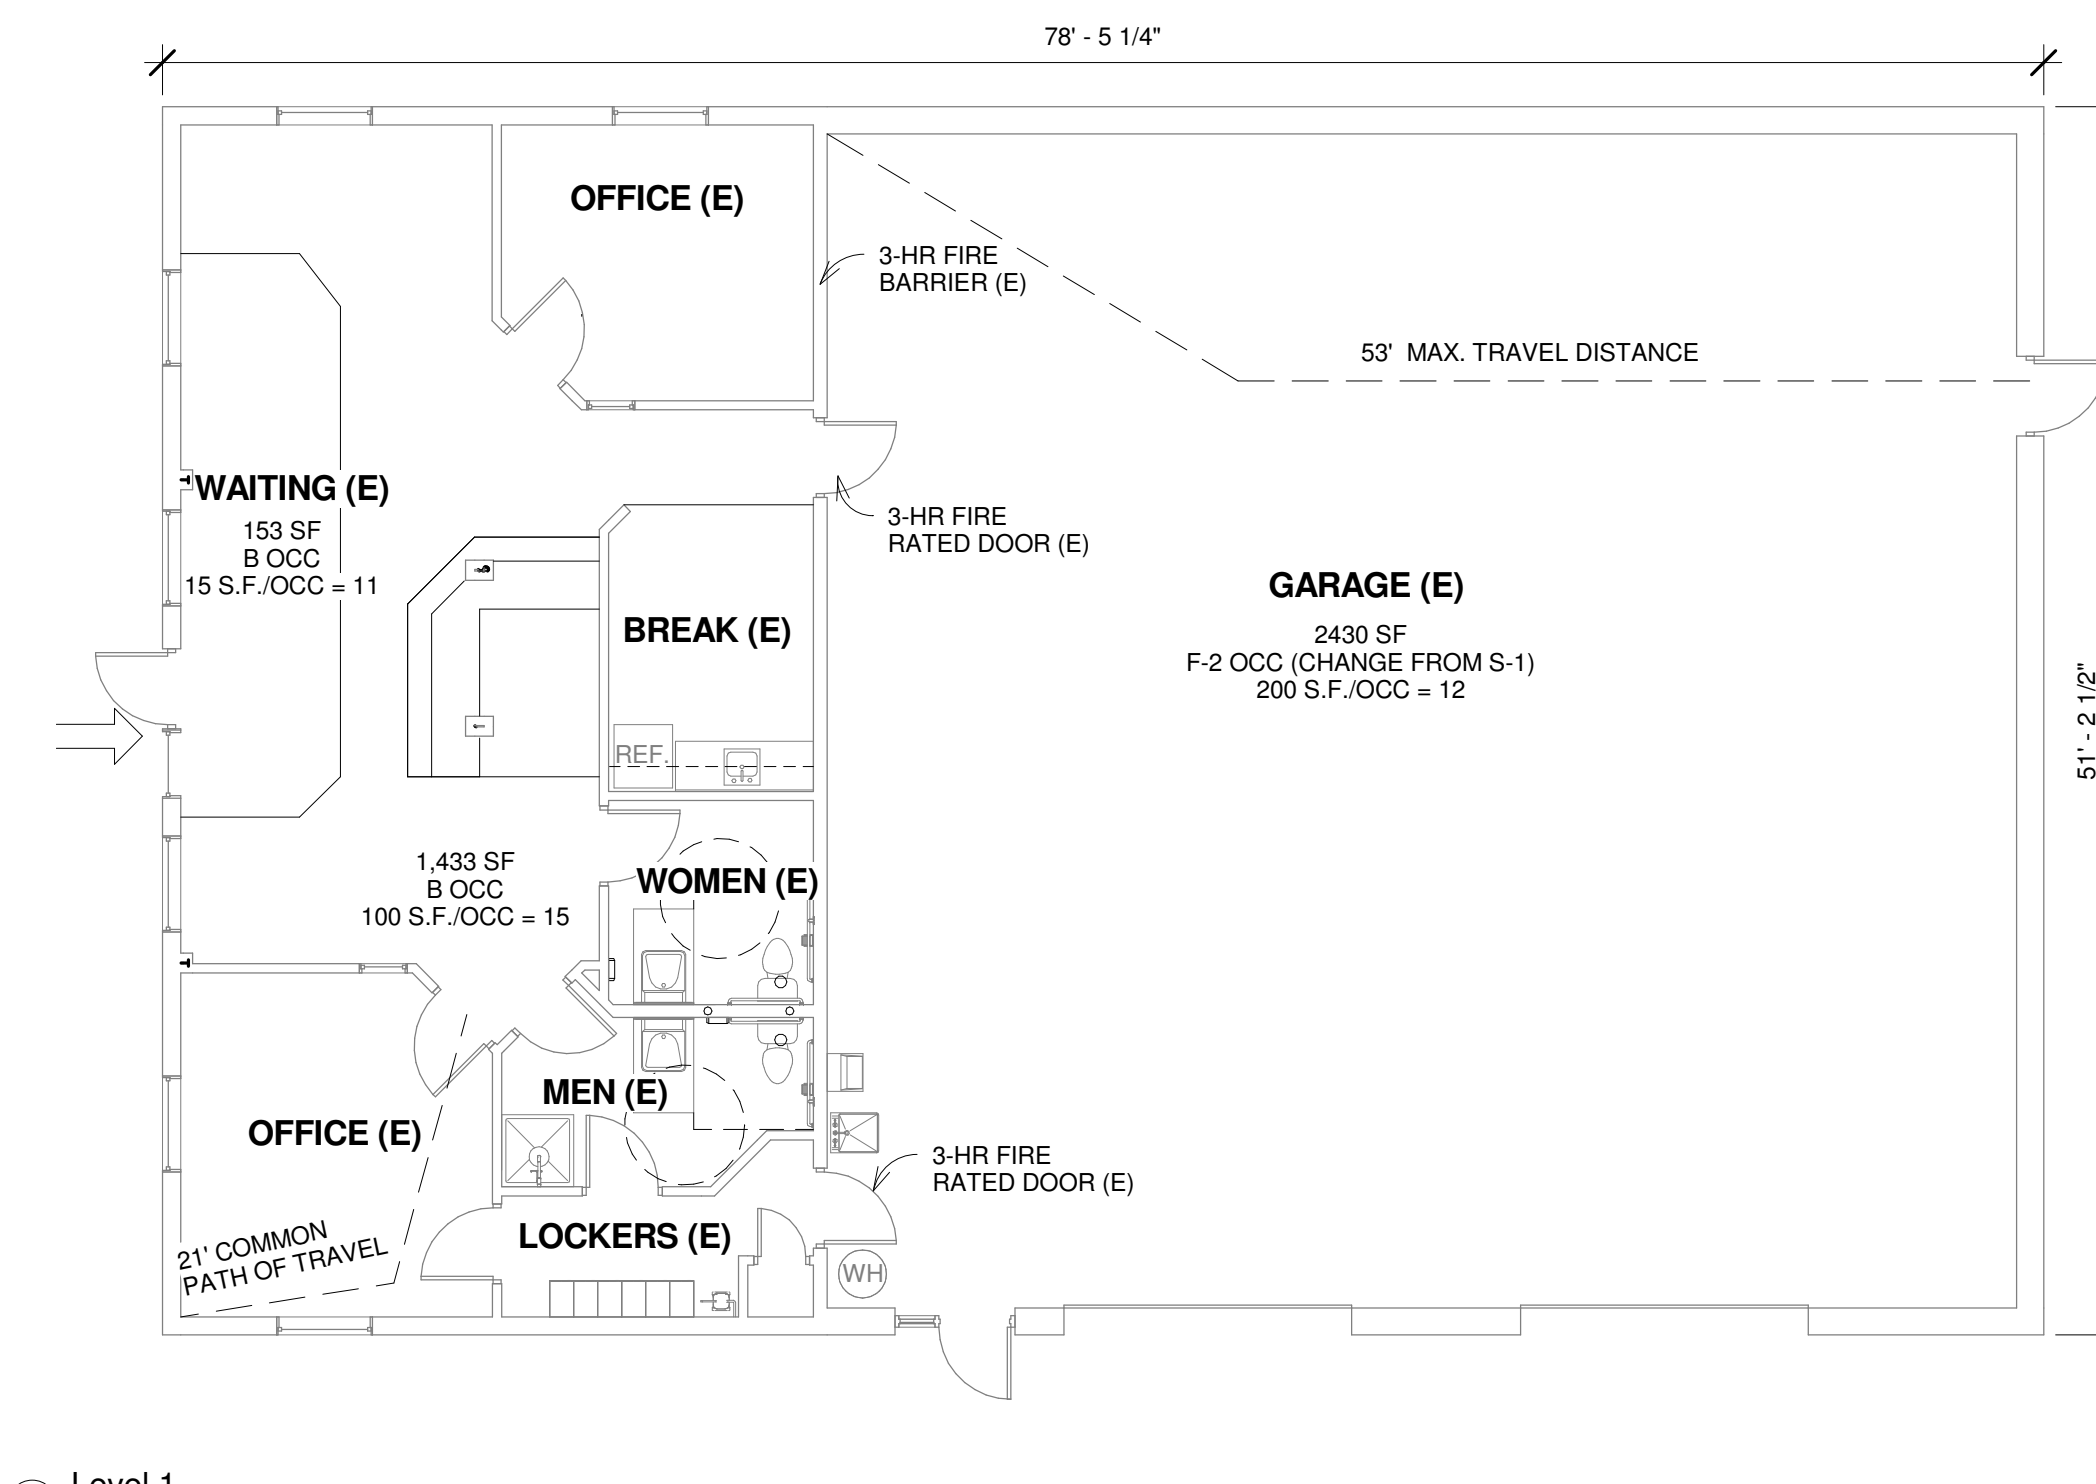 78' - 5 1/4"
OFFICE (E)
3-HR FIRE
BARRIER (E)
53' MAX. TRAVEL DISTANCE
WAITING (E)
153 SF
B OCC
15 S.F./OCC = 11
3-HR FIRE
RATED DOOR (E)
GARAGE (E)
2430 SF
F-2 OCC (CHANGE FROM S-1)
200 S.F./OCC = 12
BREAK (E)
REF.
51' - 2 1/2"
1,433 SF
B OCC
100 S.F./OCC = 15
WOMEN (E)
MEN (E)
OFFICE (E)
3-HR FIRE
RATED DOOR (E)
LOCKERS (E)
21' COMMON
PATH OF TRAVEL
WH
Level 1